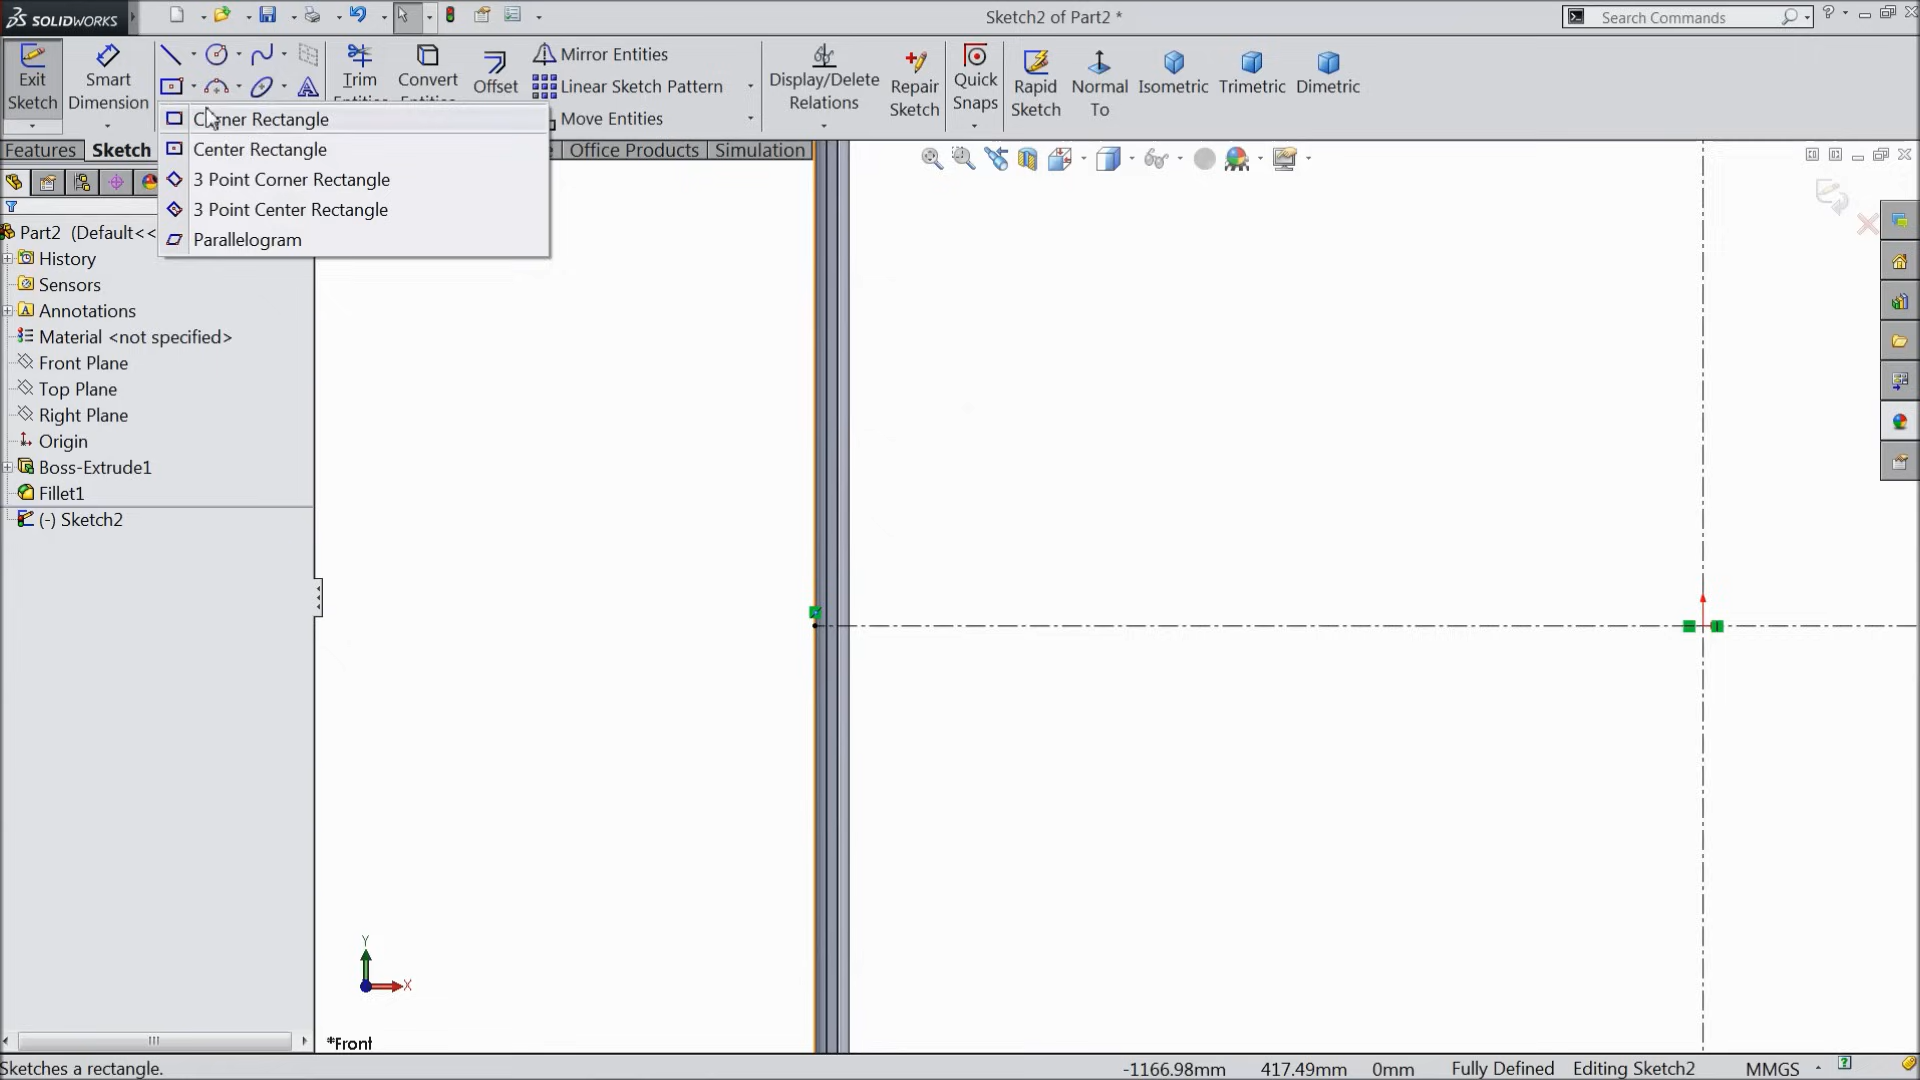 SOLIDWORKS
Sketch2 of Part2 *
Search Commands
Exit Sketch
Smart Dimension
Trim
Convert
Offset
Mirror Entities
Linear Sketch Pattern
Move Entities
Display/Delete Relations
Repair Sketch
Quick Snaps
Rapid Sketch
Normal To
Isometric
Trimetric
Dimetric
Corner Rectangle
Center Rectangle
3 Point Corner Rectangle
3 Point Center Rectangle
Parallelogram
Features
Sketch
Office Products
Simulation
Part2 (Default<<
History
Sensors
Annotations
Material <not specified>
Front Plane
Top Plane
Right Plane
Origin
Boss-Extrude1
Fillet1
(-) Sketch2
Y
X
*Front
Sketches a rectangle.
-1166.98mm
417.49mm
0mm
Fully Defined
Editing Sketch2
MMGS